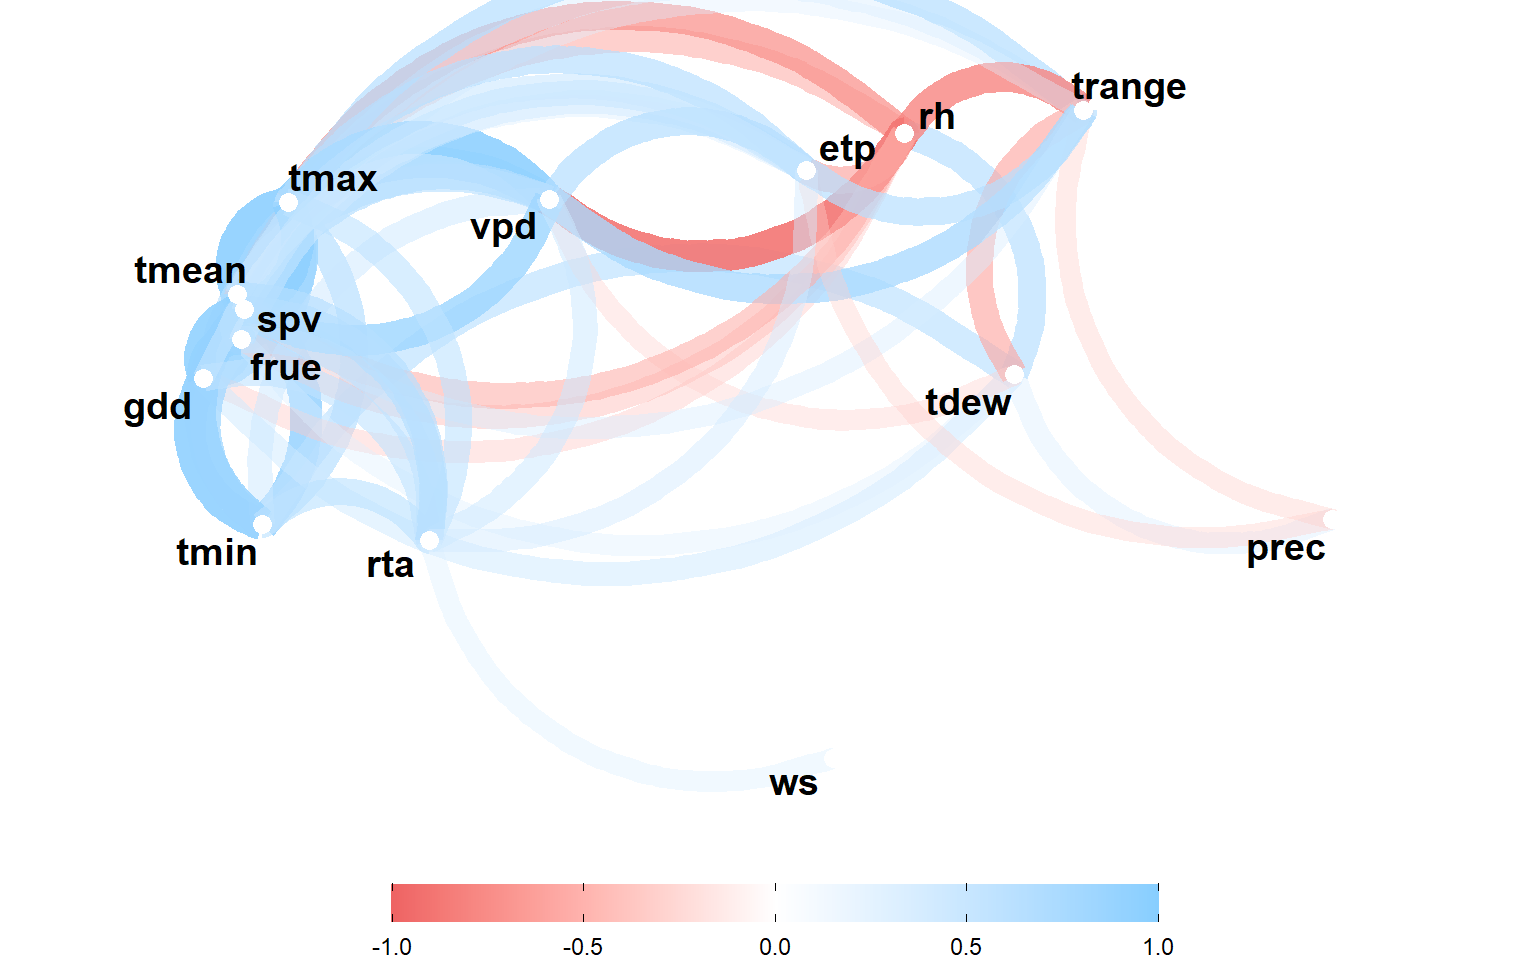 trange
rh
etp
tmax
vpd
tmean
spv
frue
gdd
tdew
tmin
rta
prec
ws
-1.0 -0.5 0.0 0.5 1.0